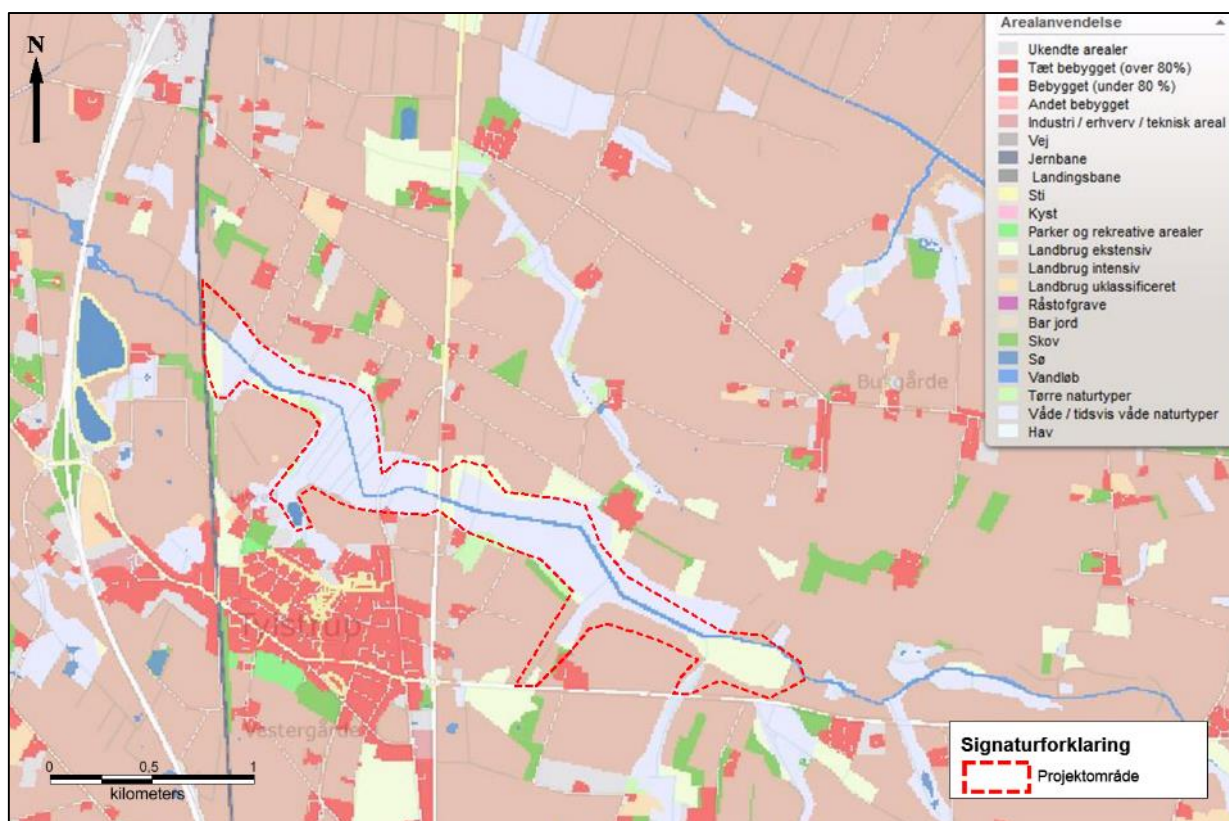 N
Arealanvendelse
Ukendte arealer
Tæt bebygget (over 80%)
Bebygget (under 80 %)
Andet bebygget
Industri / erhverv / teknisk areal
Vej
Jernbane
Landingsbane
Sti
Kyst
Parker og rekreative arealer
Landbrug ekstensiv
Landbrug intensiv
Landbrug uklassificeret
Råstofgrave
Bar jord
Skov
Sø
Vandløb
Tørre naturtyper
Våde / tidsvis våde naturtyper
Hav
Tvistrup
Vestergårde
0 0,5 1
kilometers
Signaturforklaring
Projektområde